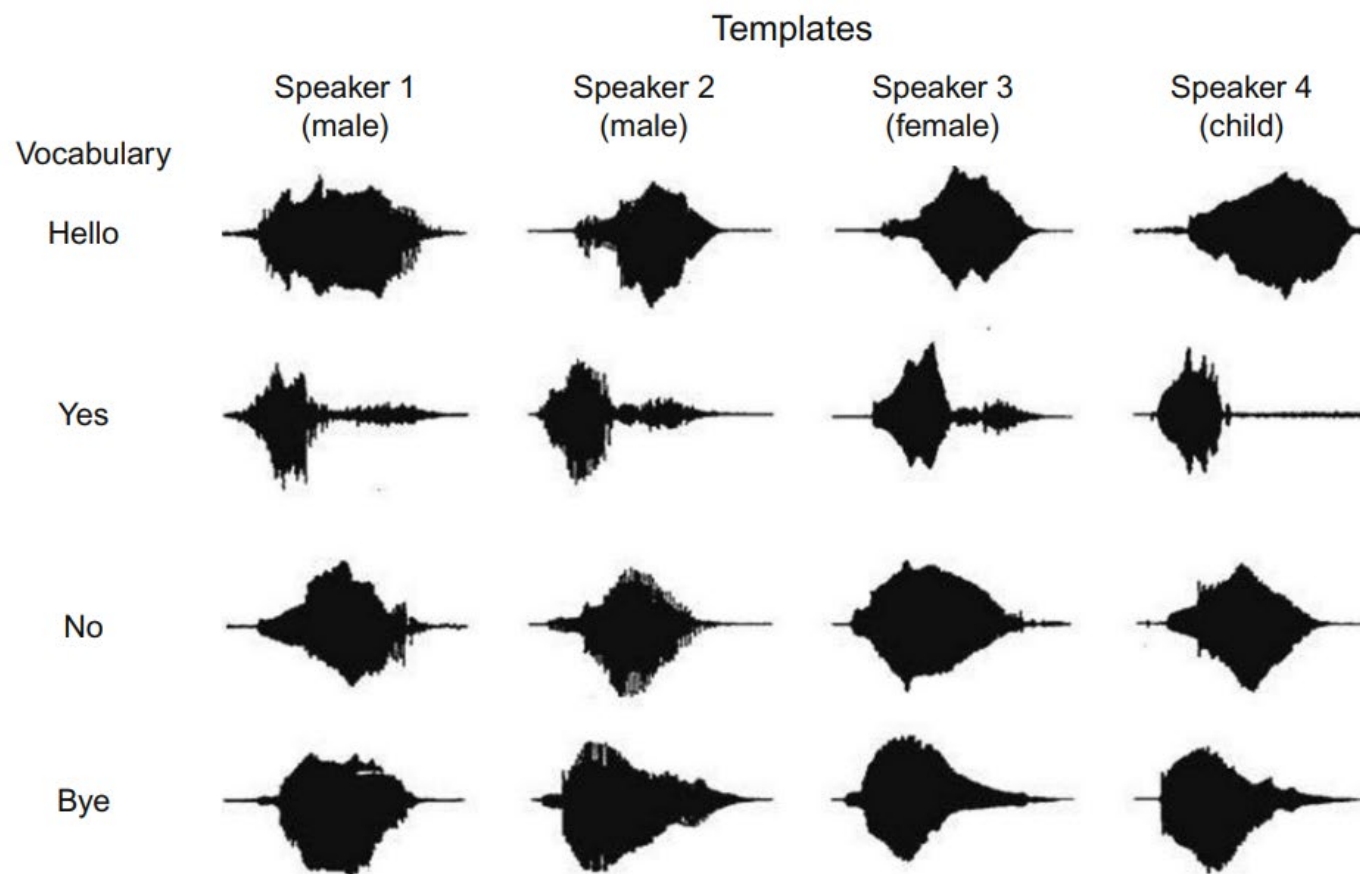 Templates
Speaker 1 Speaker 2 Speaker 3 Speaker 4
(male) (male) (female) (child)
Vocabulary
Hello
Yes
No
Bye